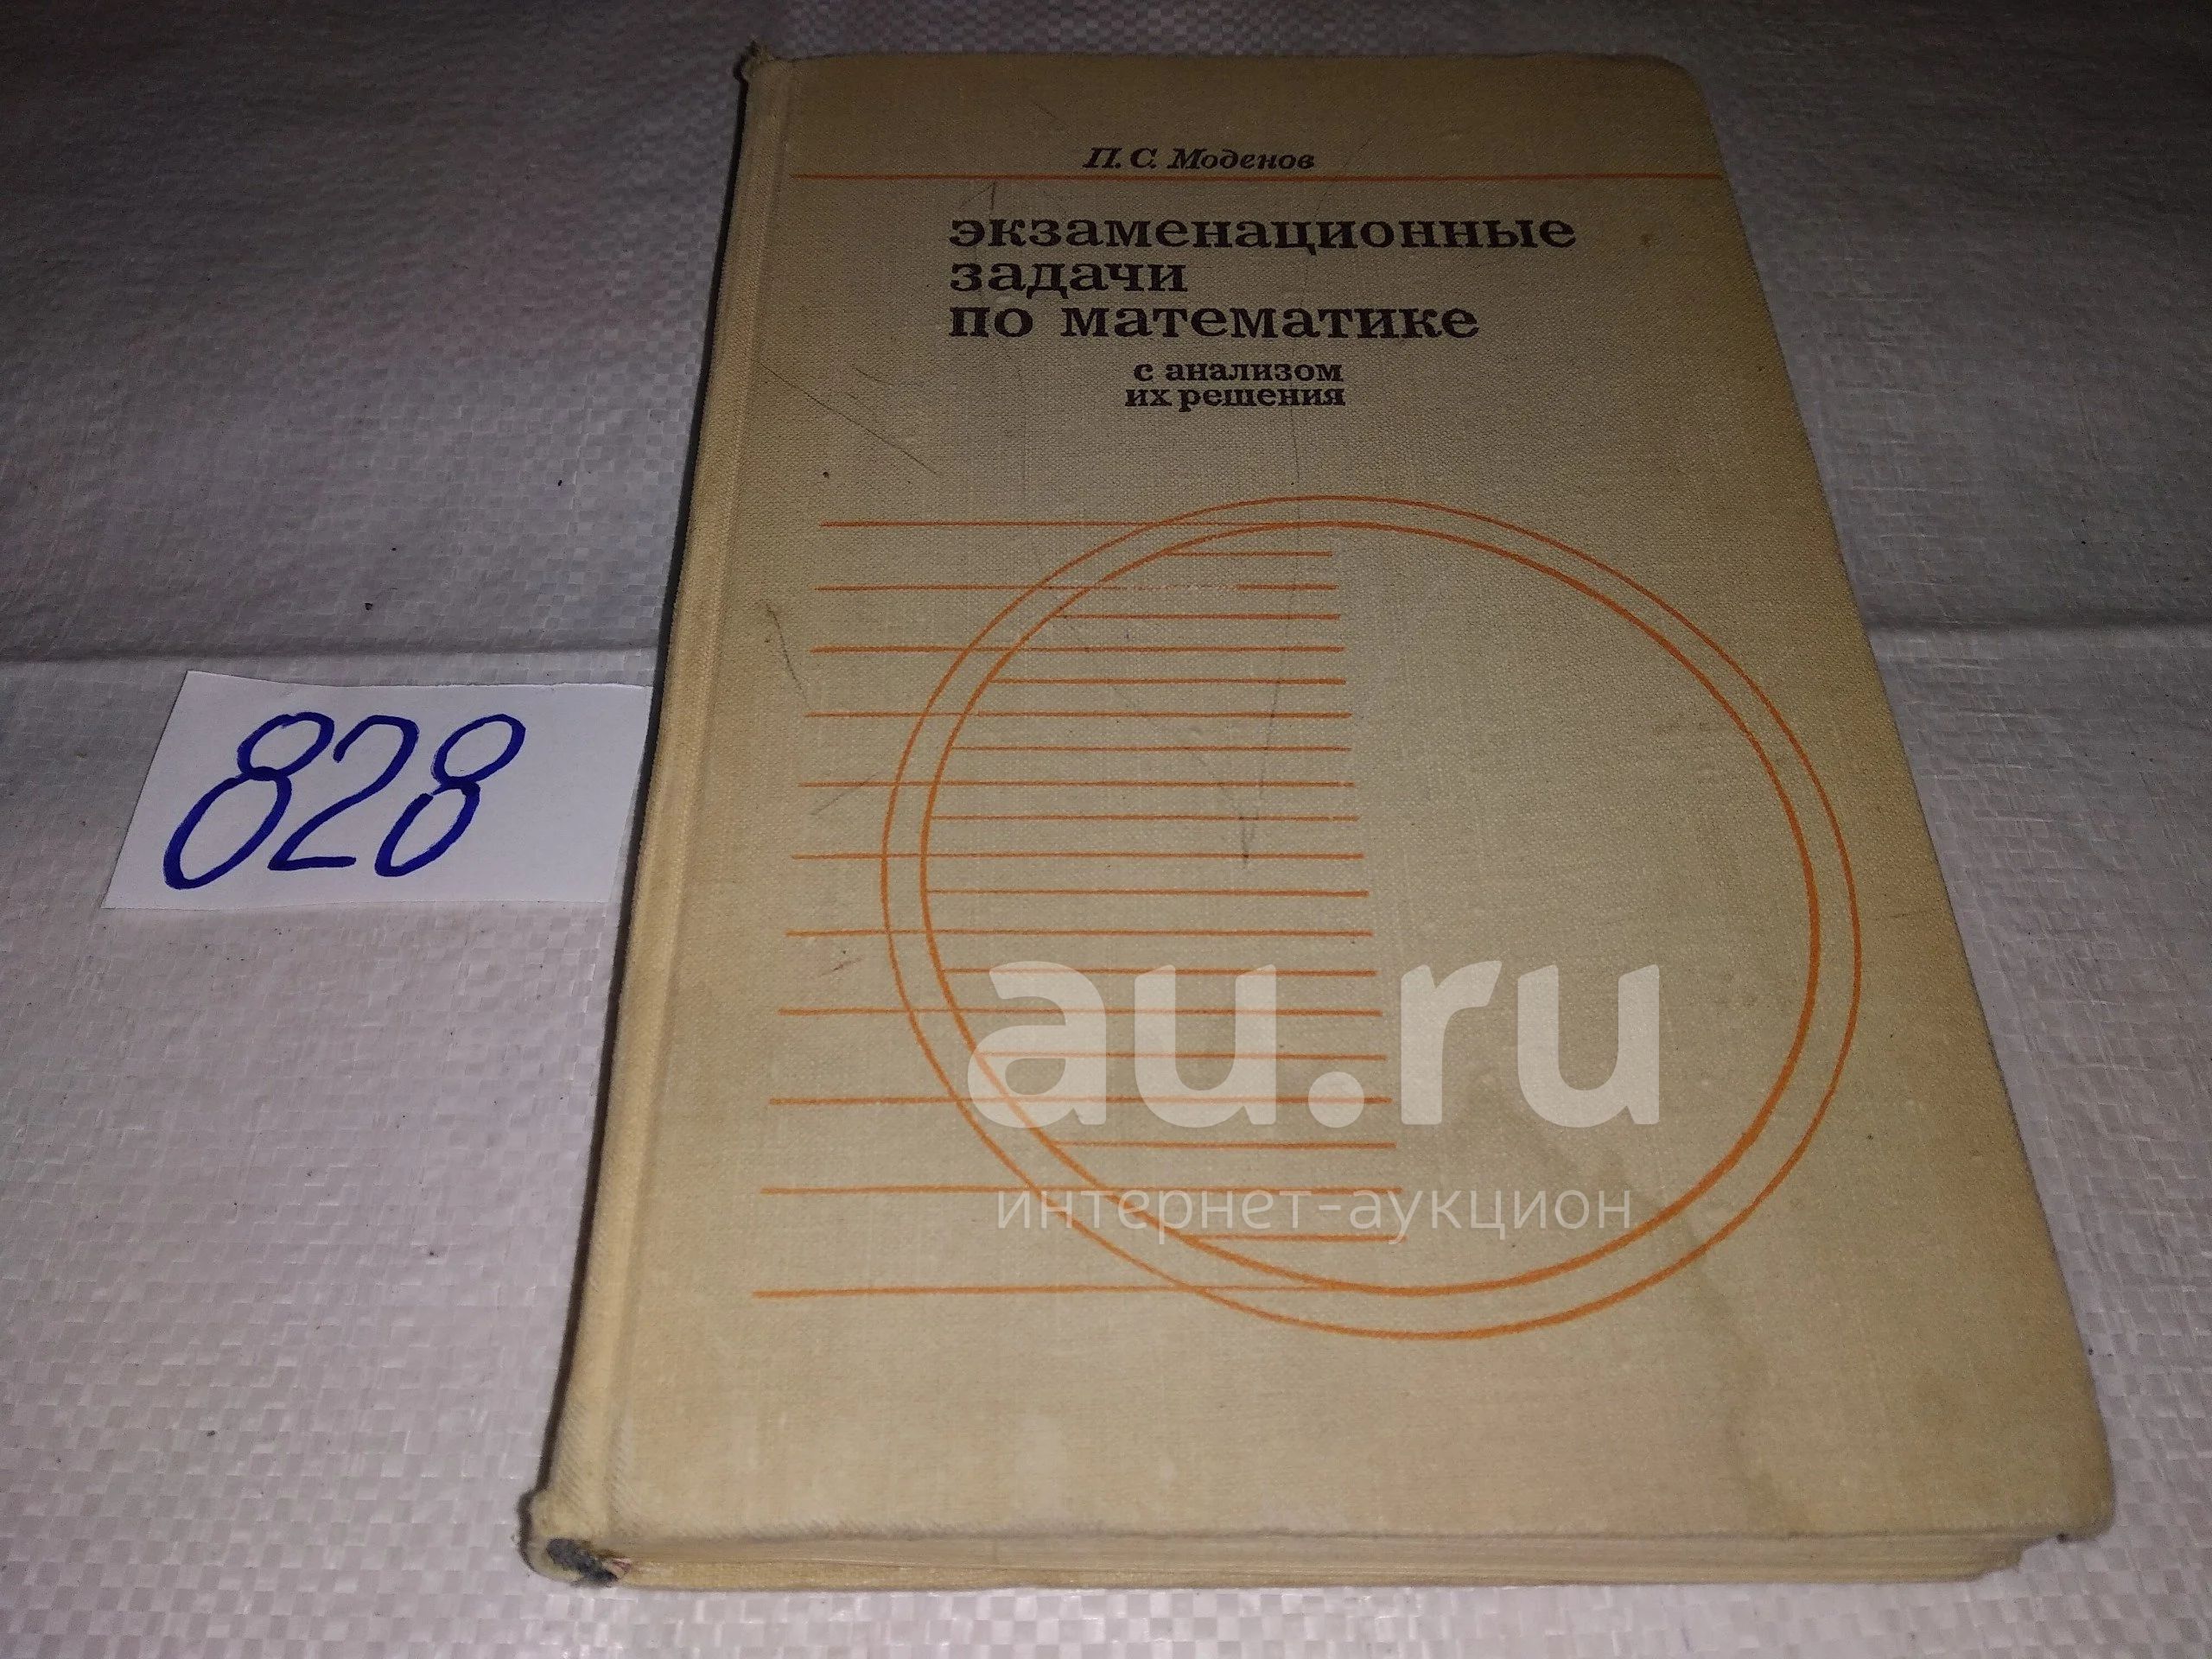 П. С. Моденов
экзаменационные
задачи
по математике
с анализом
их решения
828
au.ru
интернет-аукцион